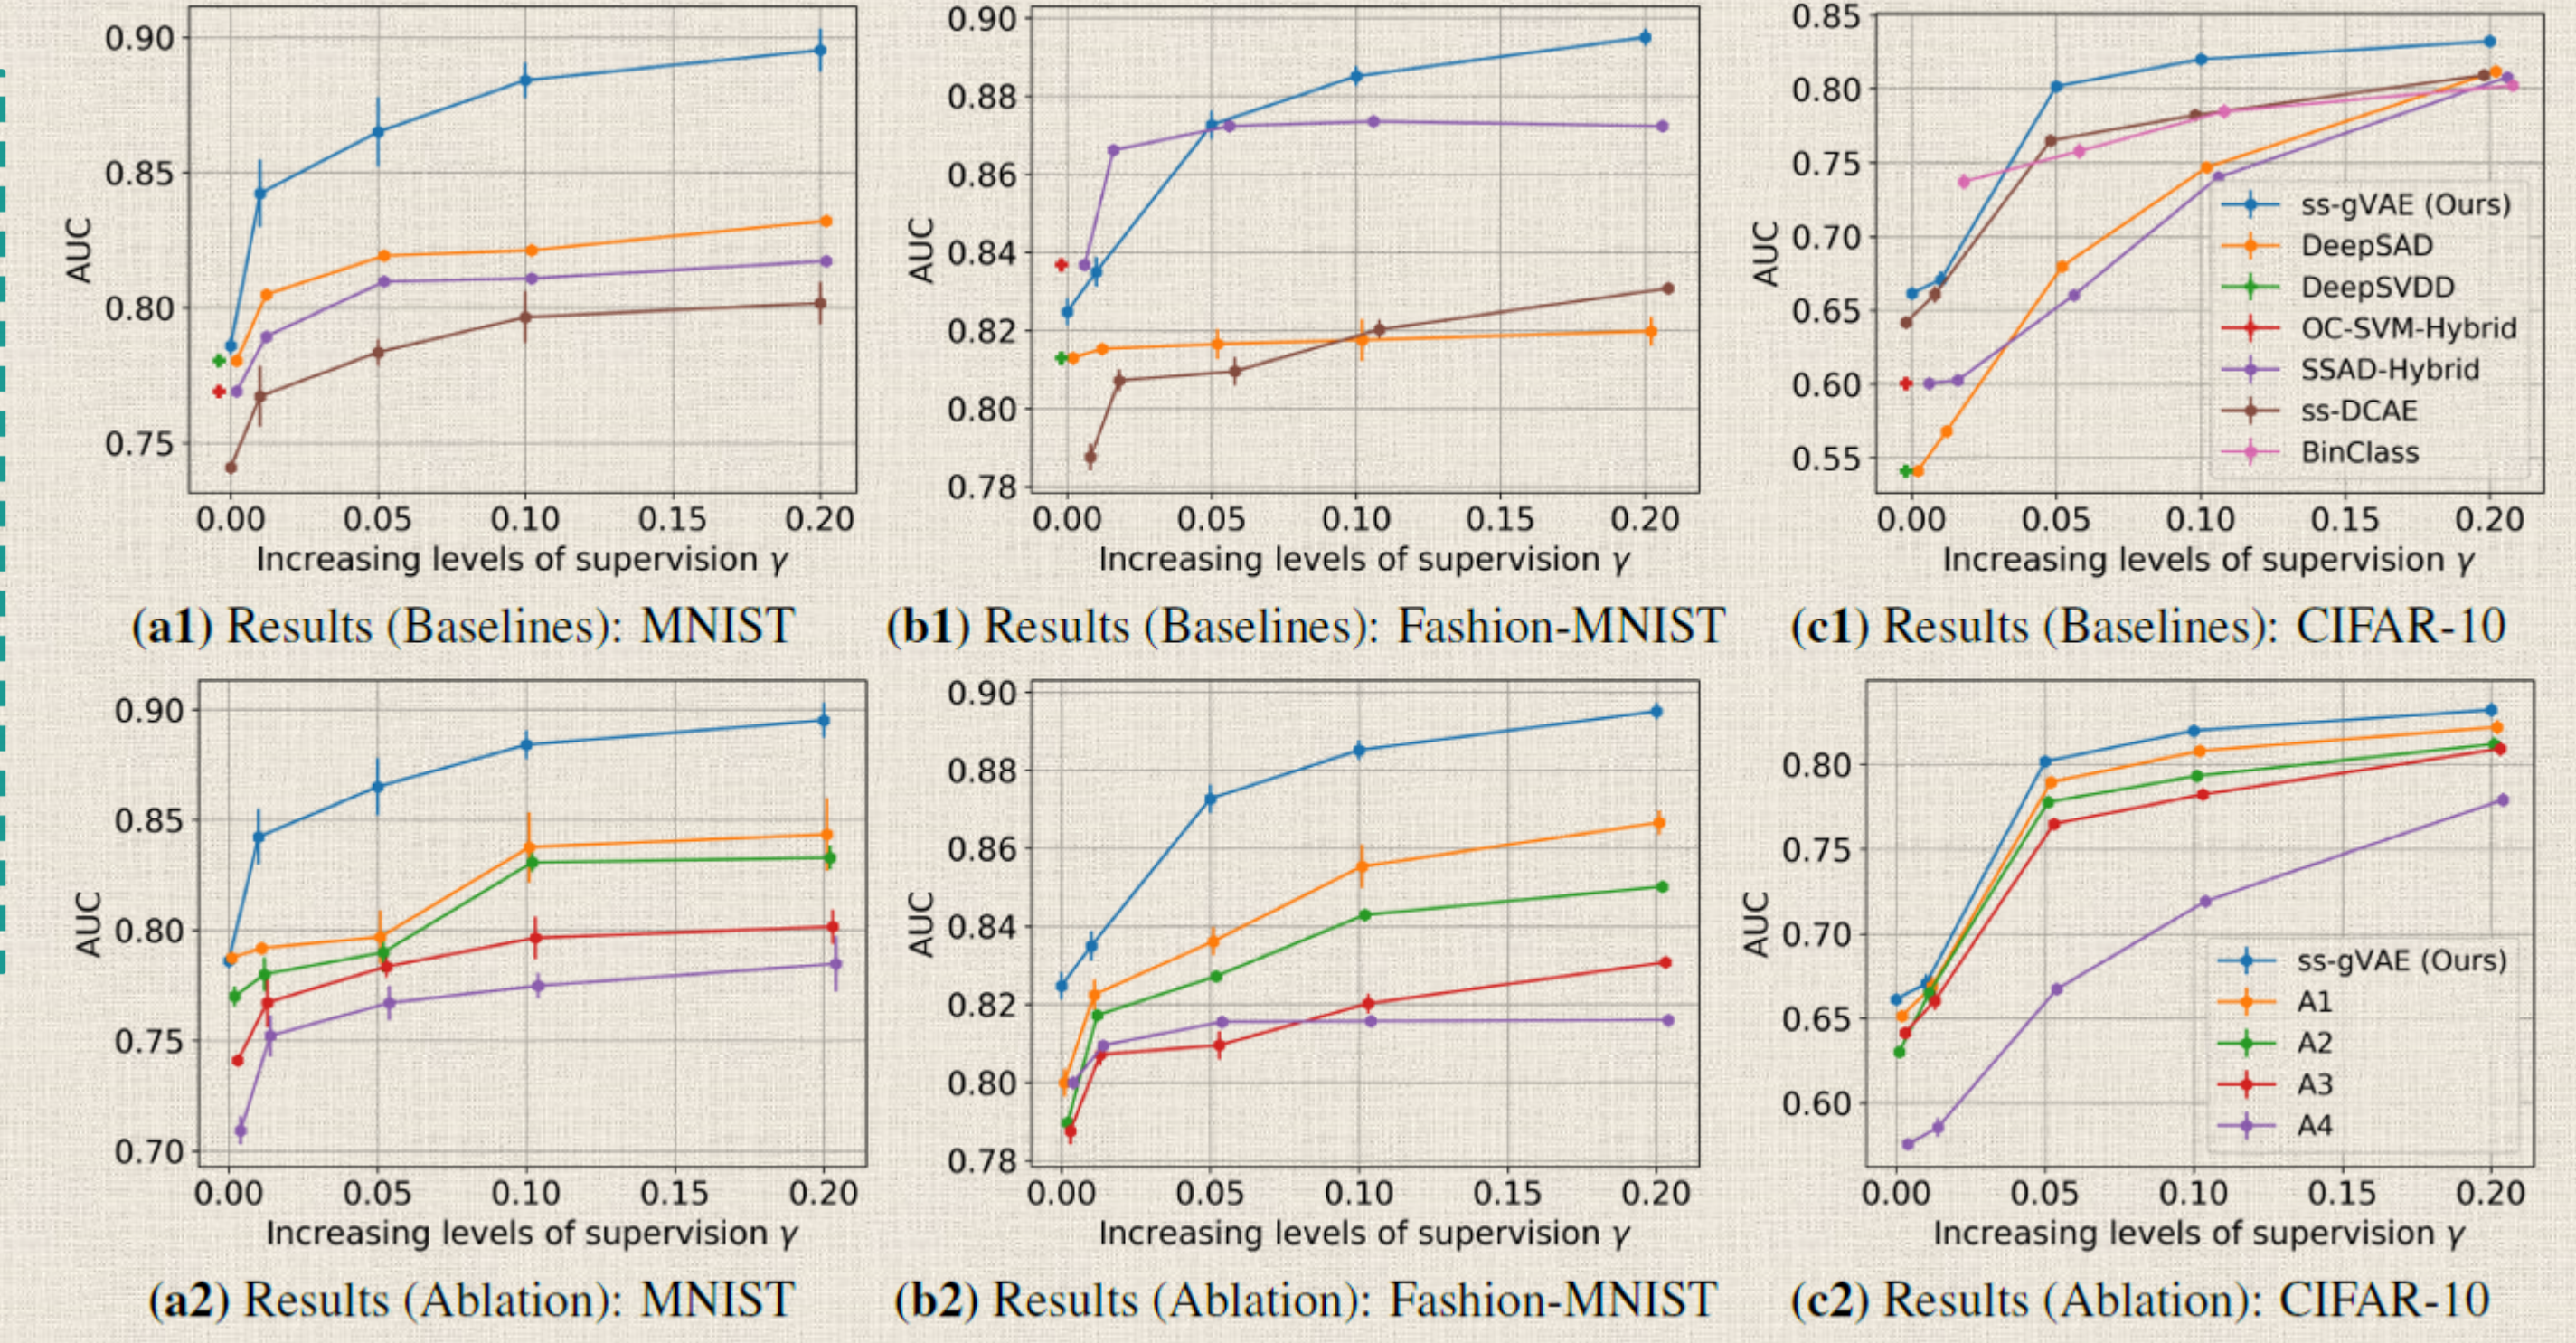 0.90
0.85
0.80
0.75
AUC
0.00 0.05 0.10 0.15 0.20
Increasing levels of supervision γ
(a1) Results (Baselines): MNIST
0.90
0.88
0.86
0.84
0.82
0.80
0.78
AUC
0.00 0.05 0.10 0.15 0.20
Increasing levels of supervision γ
(b1) Results (Baselines): Fashion-MNIST
0.85
0.80
0.75
0.70
0.65
0.60
0.55
AUC
ss-gVAE (Ours)
DeepSAD
DeepSVDD
OC-SVM-Hybrid
SSAD-Hybrid
ss-DCAE
BinClass
0.00 0.05 0.10 0.15 0.20
Increasing levels of supervision γ
(c1) Results (Baselines): CIFAR-10
0.90
0.85
0.80
0.75
0.70
AUC
0.00 0.05 0.10 0.15 0.20
Increasing levels of supervision γ
(a2) Results (Ablation): MNIST
0.90
0.88
0.86
0.84
0.82
0.80
0.78
AUC
0.00 0.05 0.10 0.15 0.20
Increasing levels of supervision γ
(b2) Results (Ablation): Fashion-MNIST
0.80
0.75
0.70
0.65
0.60
AUC
ss-gVAE (Ours)
A1
A2
A3
A4
0.00 0.05 0.10 0.15 0.20
Increasing levels of supervision γ
(c2) Results (Ablation): CIFAR-10